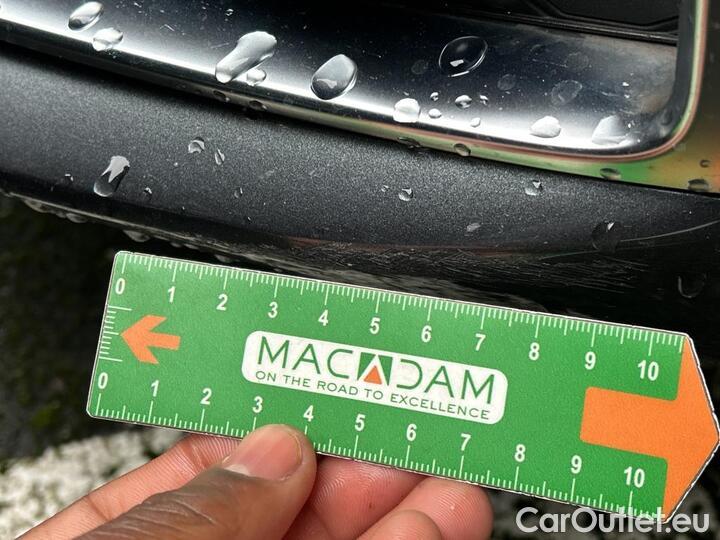 0 1 2 3 4 5 6 7 8 9 10
MACADAM
ON THE ROAD TO EXCELLENCE
0 1 2 3 4 5 6 7 8 9 10
CarOutlet.eu